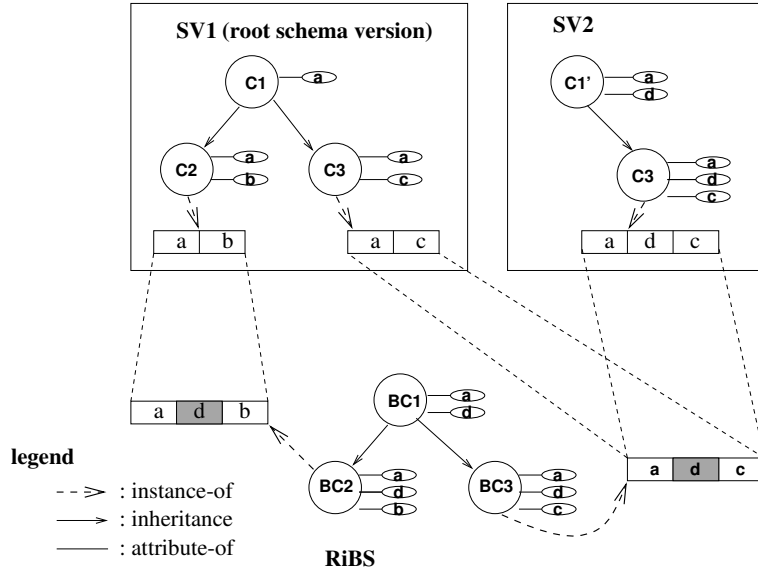 SV1 (root schema version)
SV2
C1
a
C1'
a
d
C2
a
b
C3
a
c
C3
a
d
c
a b
a c
a d c
BC1
a
d
a d b
legend
: instance-of
: inheritance
: attribute-of
BC2
a
d
b
BC3
a
d
c
a d c
RiBS